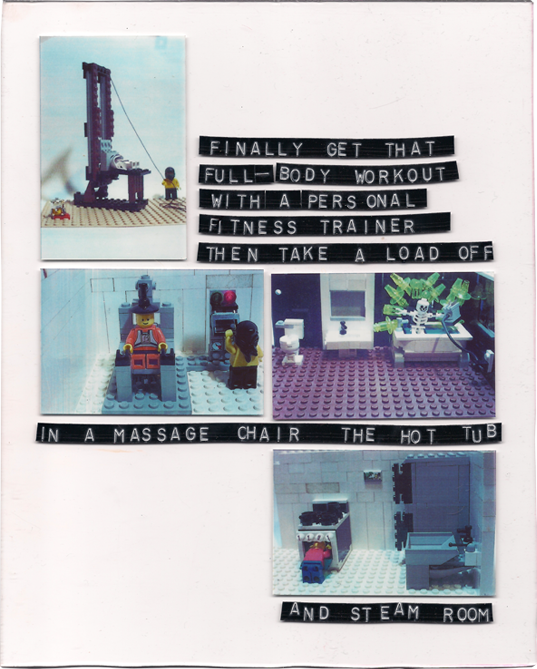 FINALLY GET THAT
FULL-BODY WORKOUT
WITH A PERSONAL
FITNESS TRAINER
THEN TAKE A LOAD OFF
IN A MASSAGE CHAIR THE HOT TUB
AND STEAM ROOM